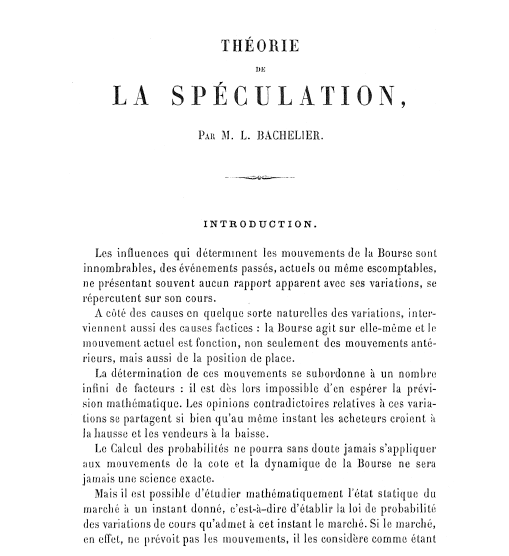 THÉORIE
DE
LA SPÉCULATION,
PAR M. L. BACHELIER.
INTRODUCTION.
Les influences qui déterminent les mouvements de la Bourse sont
innombrables, des événements passés, actuels ou même escomptables,
ne présentant souvent aucun rapport apparent avec ses variations, se
répercutent sur son cours.
A côté des causes en quelque sorte naturelles des variations, inter-
viennent aussi des causes factices : la Bourse agit sur elle-même et le
mouvement actuel est fonction, non seulement des mouvements anté-
rieurs, mais aussi de la position de place.
La détermination de ces mouvements se subordonne à un nombre
infini de facteurs : il est dès lors impossible d'en espérer la prévi-
sion mathématique. Les opinions contradictoires relatives à ces varia-
tions se partagent si bien qu'au même instant les acheteurs croient à
la hausse et les vendeurs à la baisse.
Le Calcul des probabilités ne pourra sans doute jamais s'appliquer
aux mouvements de la cote et la dynamique de la Bourse ne sera
jamais une science exacte.
Mais il est possible d'étudier mathématiquement l'état statique du
marché à un instant donné, c'est-à-dire d'établir la loi de probabilité
des variations de cours qu'admet à cet instant le marché. Si le marché,
en effet, ne prévoit pas les mouvements, il les considère comme étant